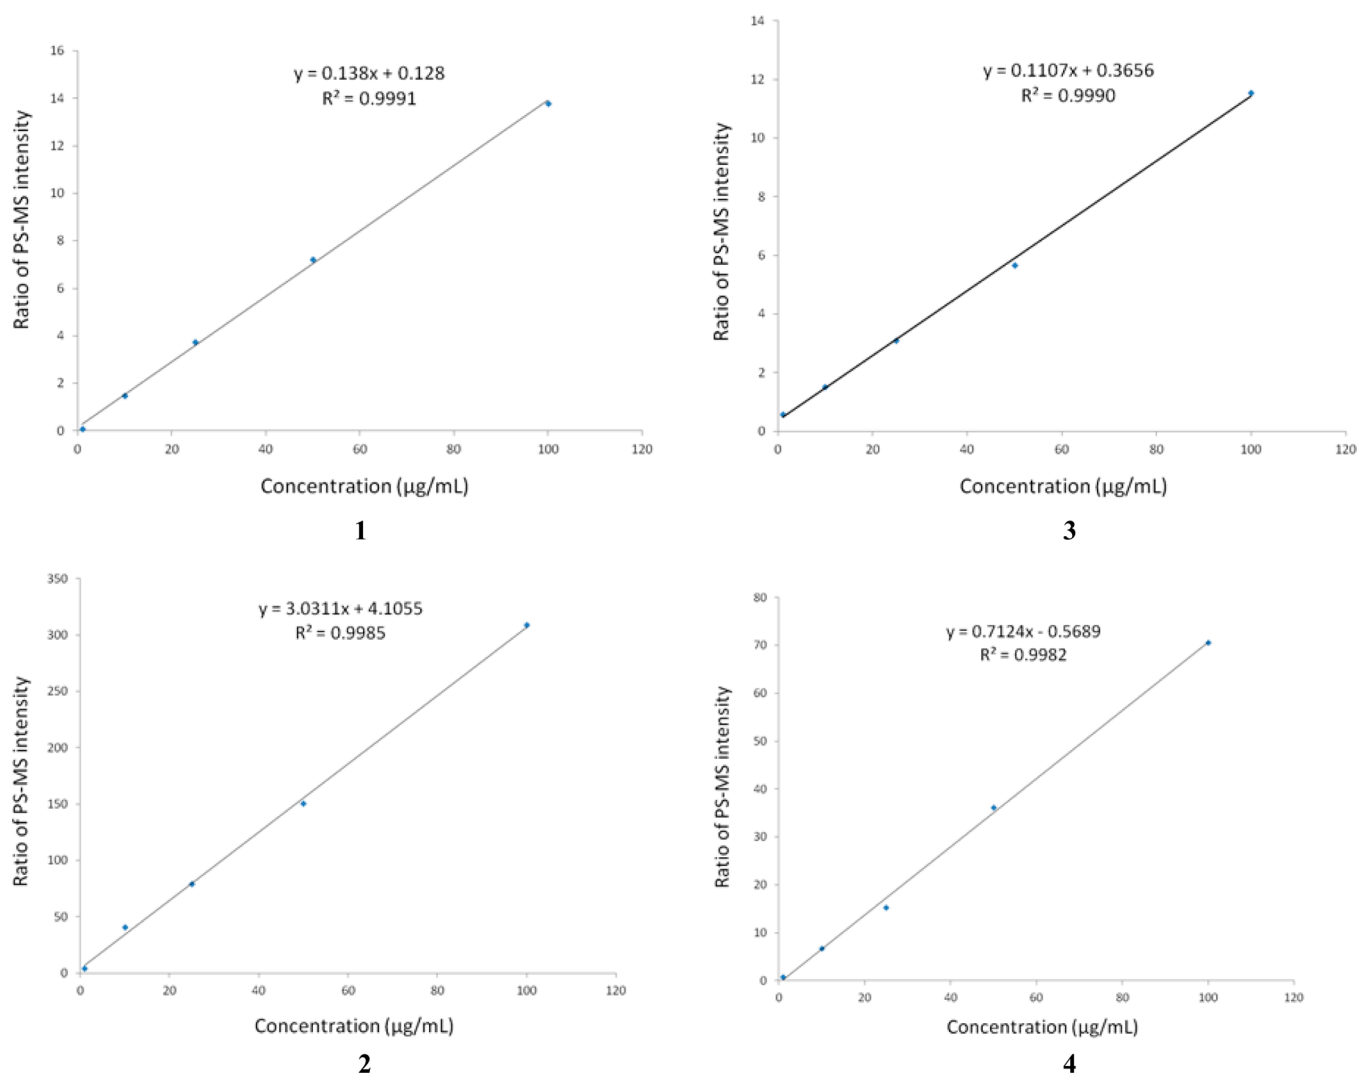 16
14
12
10
8
6
4
2
0
0 20 40 60 80 100 120
y = 0.138x + 0.128
R² = 0.9991
Ratio of PS-MS intensity
Concentration (µg/mL)
1
14
12
10
8
6
4
2
0
0 20 40 60 80 100 120
y = 0.1107x + 0.3656
R² = 0.9990
Ratio of PS-MS intensity
Concentration (µg/mL)
3
350
300
250
200
150
100
50
0
0 20 40 60 80 100 120
y = 3.0311x + 4.1055
R² = 0.9985
Ratio of PS-MS intensity
Concentration (µg/mL)
2
80
70
60
50
40
30
20
10
0
0 20 40 60 80 100 120
y = 0.7124x - 0.5689
R² = 0.9982
Ratio of PS-MS intensity
Concentration (µg/mL)
4